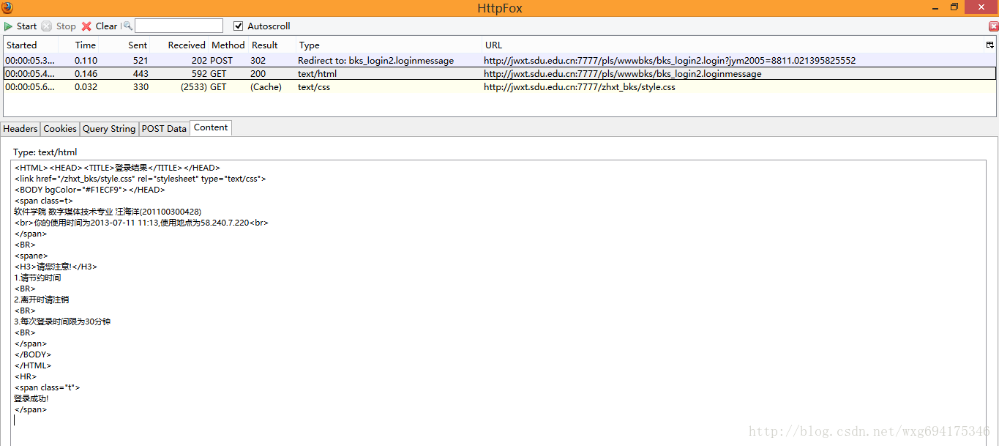 HttpFox
Start Stop Clear Autoscroll
Started Time Sent Received Method Result Type URL
00:00:05.3... 0.110 521 202 POST 302 Redirect to: bks_login2.loginmessage http://jwxt.sdu.edu.cn:7777/pls/wwwbks/bks_login2.login?jym2005=8811.021395825552
00:00:05.4... 0.146 443 592 GET 200 text/html http://jwxt.sdu.edu.cn:7777/pls/wwwbks/bks_login2.loginmessage
00:00:05.6... 0.032 330 (2533) GET (Cache) text/css http://jwxt.sdu.edu.cn:7777/zhxt_bks/style.css
Headers Cookies Query String POST Data Content
Type: text/html
<HTML><HEAD><TITLE>登录结果</TITLE></HEAD>
<link href="/zhxt_bks/style.css" rel="stylesheet" type="text/css">
<BODY bgColor="#F1ECF9"></HEAD>
<span class=t>
软件学院 数字媒体技术专业 汪海洋(201100300428)
<br>你的使用时间为2013-07-11 11:13,使用地点为58.240.7.220<br>
</span>
<BR>
<spane>
<H3>请您注意!</H3>
1.请节约时间
<BR>
2.离开时请注销
<BR>
3.每次登录时间限为30分钟
<BR>
</span>
</BODY>
</HTML>
<HR>
<span class="t">
登录成功!
</span>
http://blog.csdn.net/wxg694175346